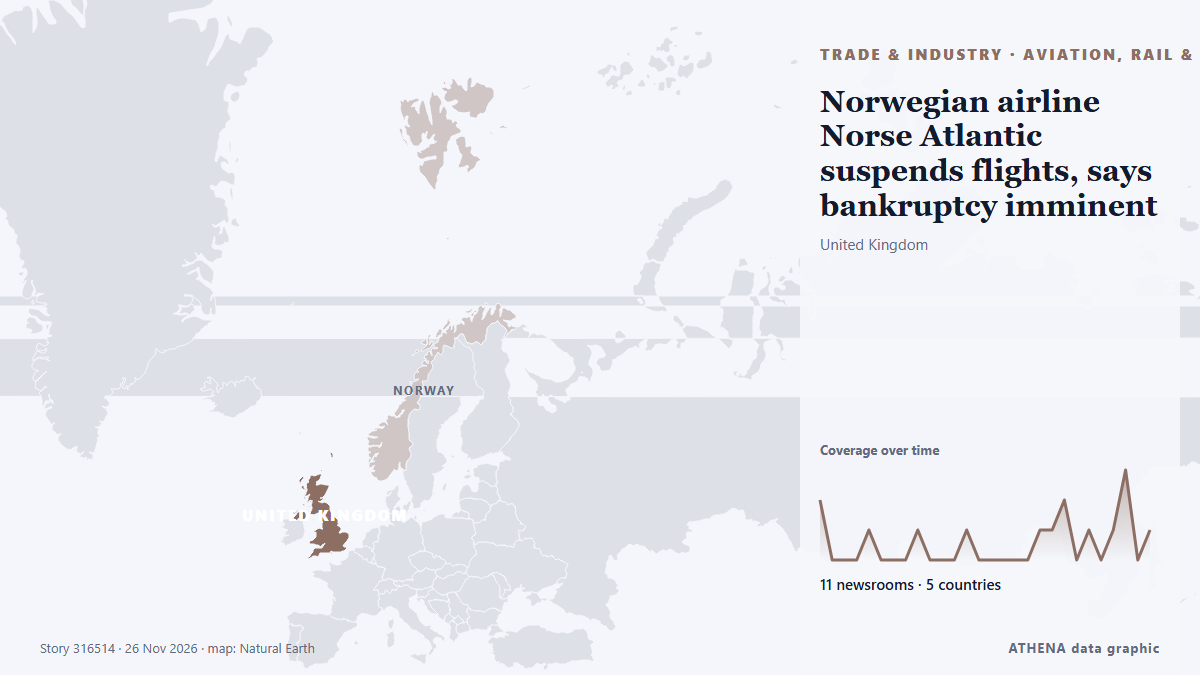 TRADE & INDUSTRY · AVIATION, RAIL &
Norwegian airline
Norse Atlantic
suspends flights, says
bankruptcy imminent
United Kingdom
NORWAY
UNITED KINGDOM
Coverage over time
11 newsrooms · 5 countries
Story 316514 · 26 Nov 2026 · map: Natural Earth
ATHENA data graphic